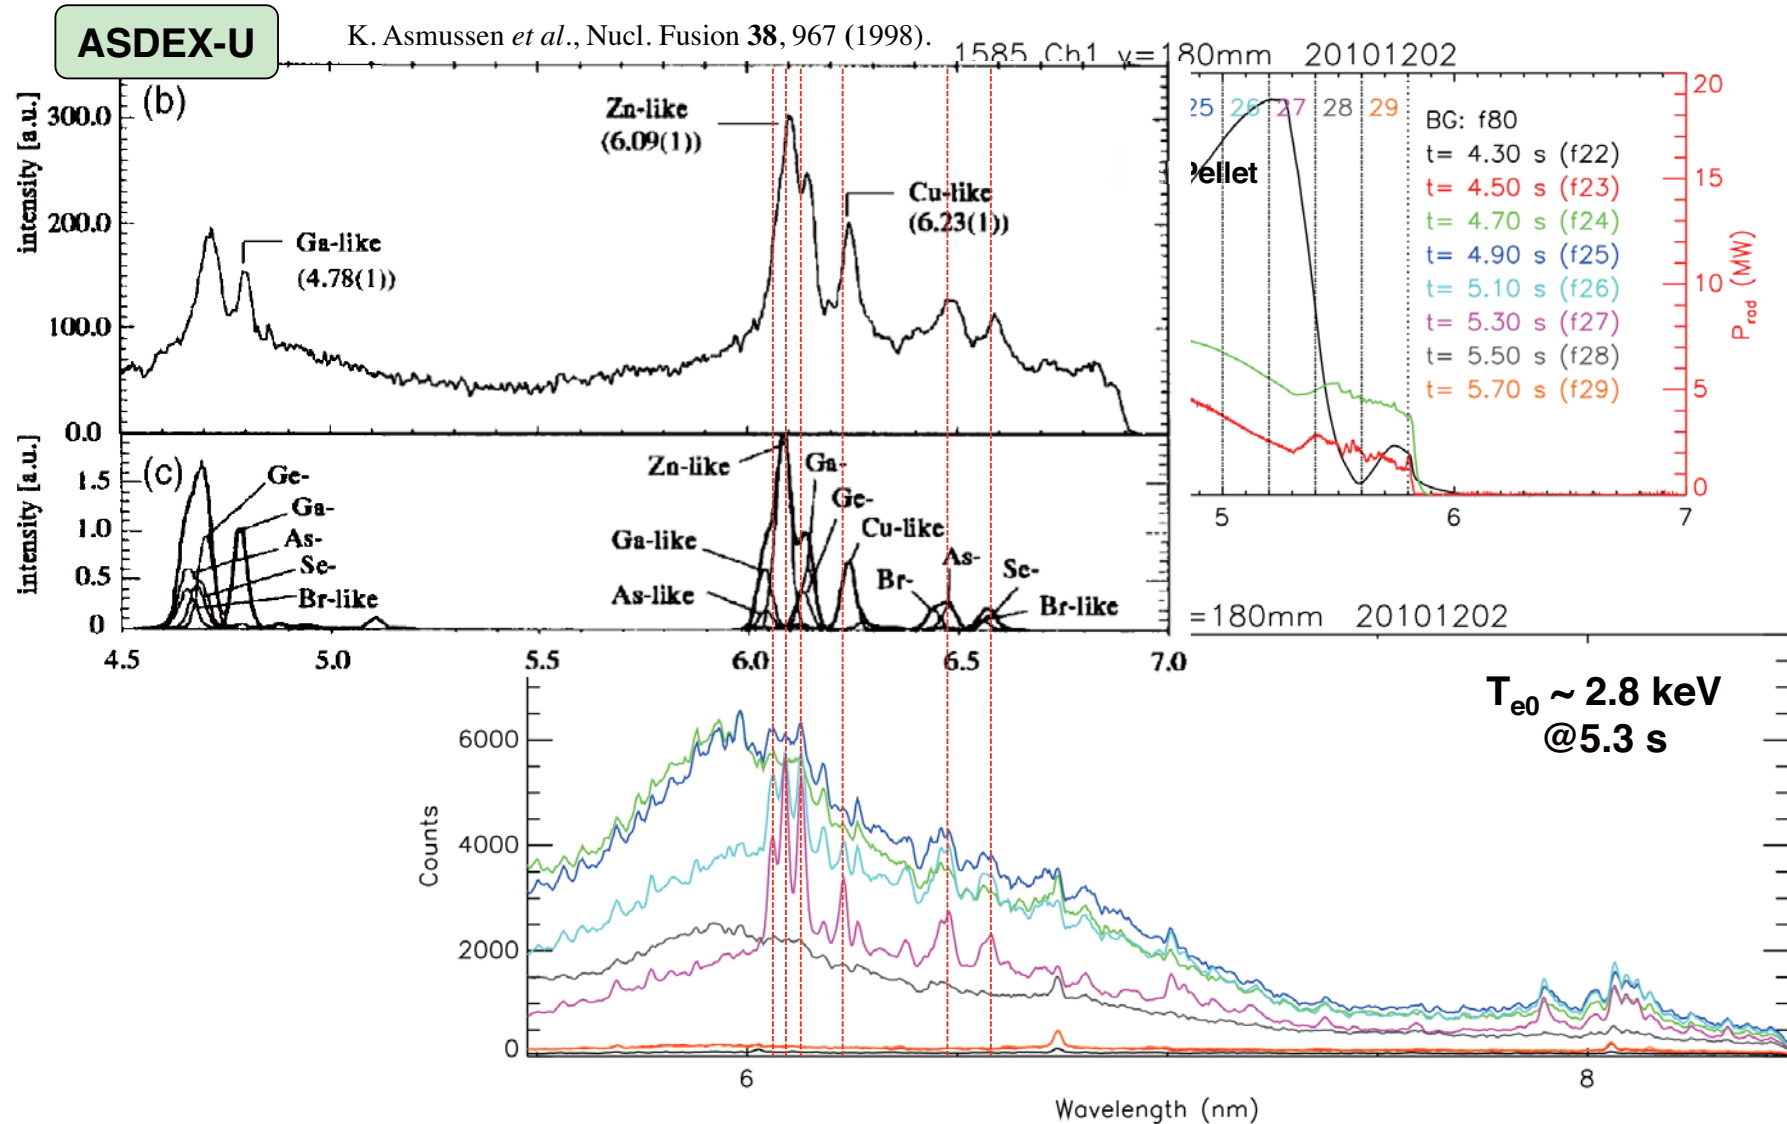 ASDEX-U
K. Asmussen et al., Nucl. Fusion 38, 967 (1998).
1585 Ch1 y= 180mm 20101202
(b)
intensity [a.u.]
300.0
200.0
100.0
0.0
Zn-like
(6.09(1))
Cu-like
(6.23(1))
Ga-like
(4.78(1))
25 26 27 28 29
Pellet
BG: f80
t= 4.30 s (f22)
t= 4.50 s (f23)
t= 4.70 s (f24)
t= 4.90 s (f25)
t= 5.10 s (f26)
t= 5.30 s (f27)
t= 5.50 s (f28)
t= 5.70 s (f29)
20
15
10
5
0
Prad (MW)
5 6 7
(c)
intensity [a.u.]
1.5
1.0
0.5
0
Ge-
Ga-
As-
Se-
Br-like
Zn-like
Ga-
Ge-
Cu-like
Ga-like
As-like
Br-
As-
Se-
Br-like
4.5 5.0 5.5 6.0 6.5 7.0
=180mm 20101202
Te0 ~ 2.8 keV
@5.3 s
Counts
6000
4000
2000
0
6 8
Wavelength (nm)